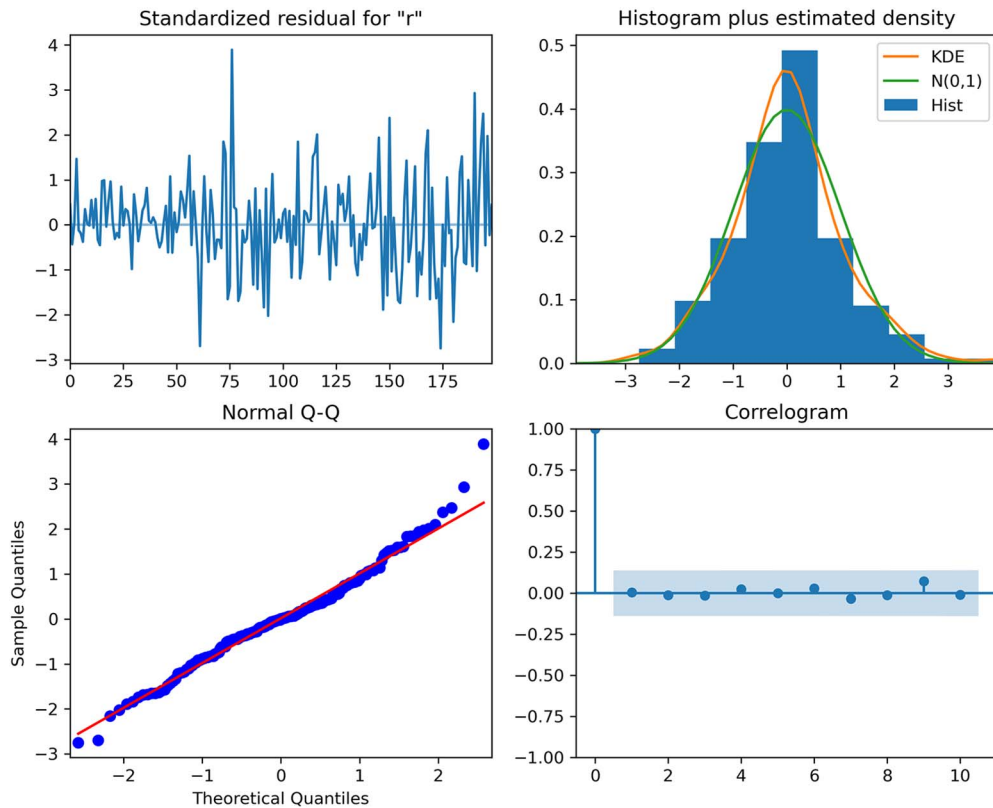 Standardized residual for "r"
4
3
2
1
0
−1
−2
−3
0 25 50 75 100 125 150 175
Histogram plus estimated density
KDE
N(0,1)
Hist
0.5
0.4
0.3
0.2
0.1
0.0
−3 −2 −1 0 1 2 3
Normal Q-Q
Sample Quantiles
4
3
2
1
0
−1
−2
−3
−2 −1 0 1 2
Theoretical Quantiles
Correlogram
1.00
0.75
0.50
0.25
0.00
−0.25
−0.50
−0.75
−1.00
0 2 4 6 8 10